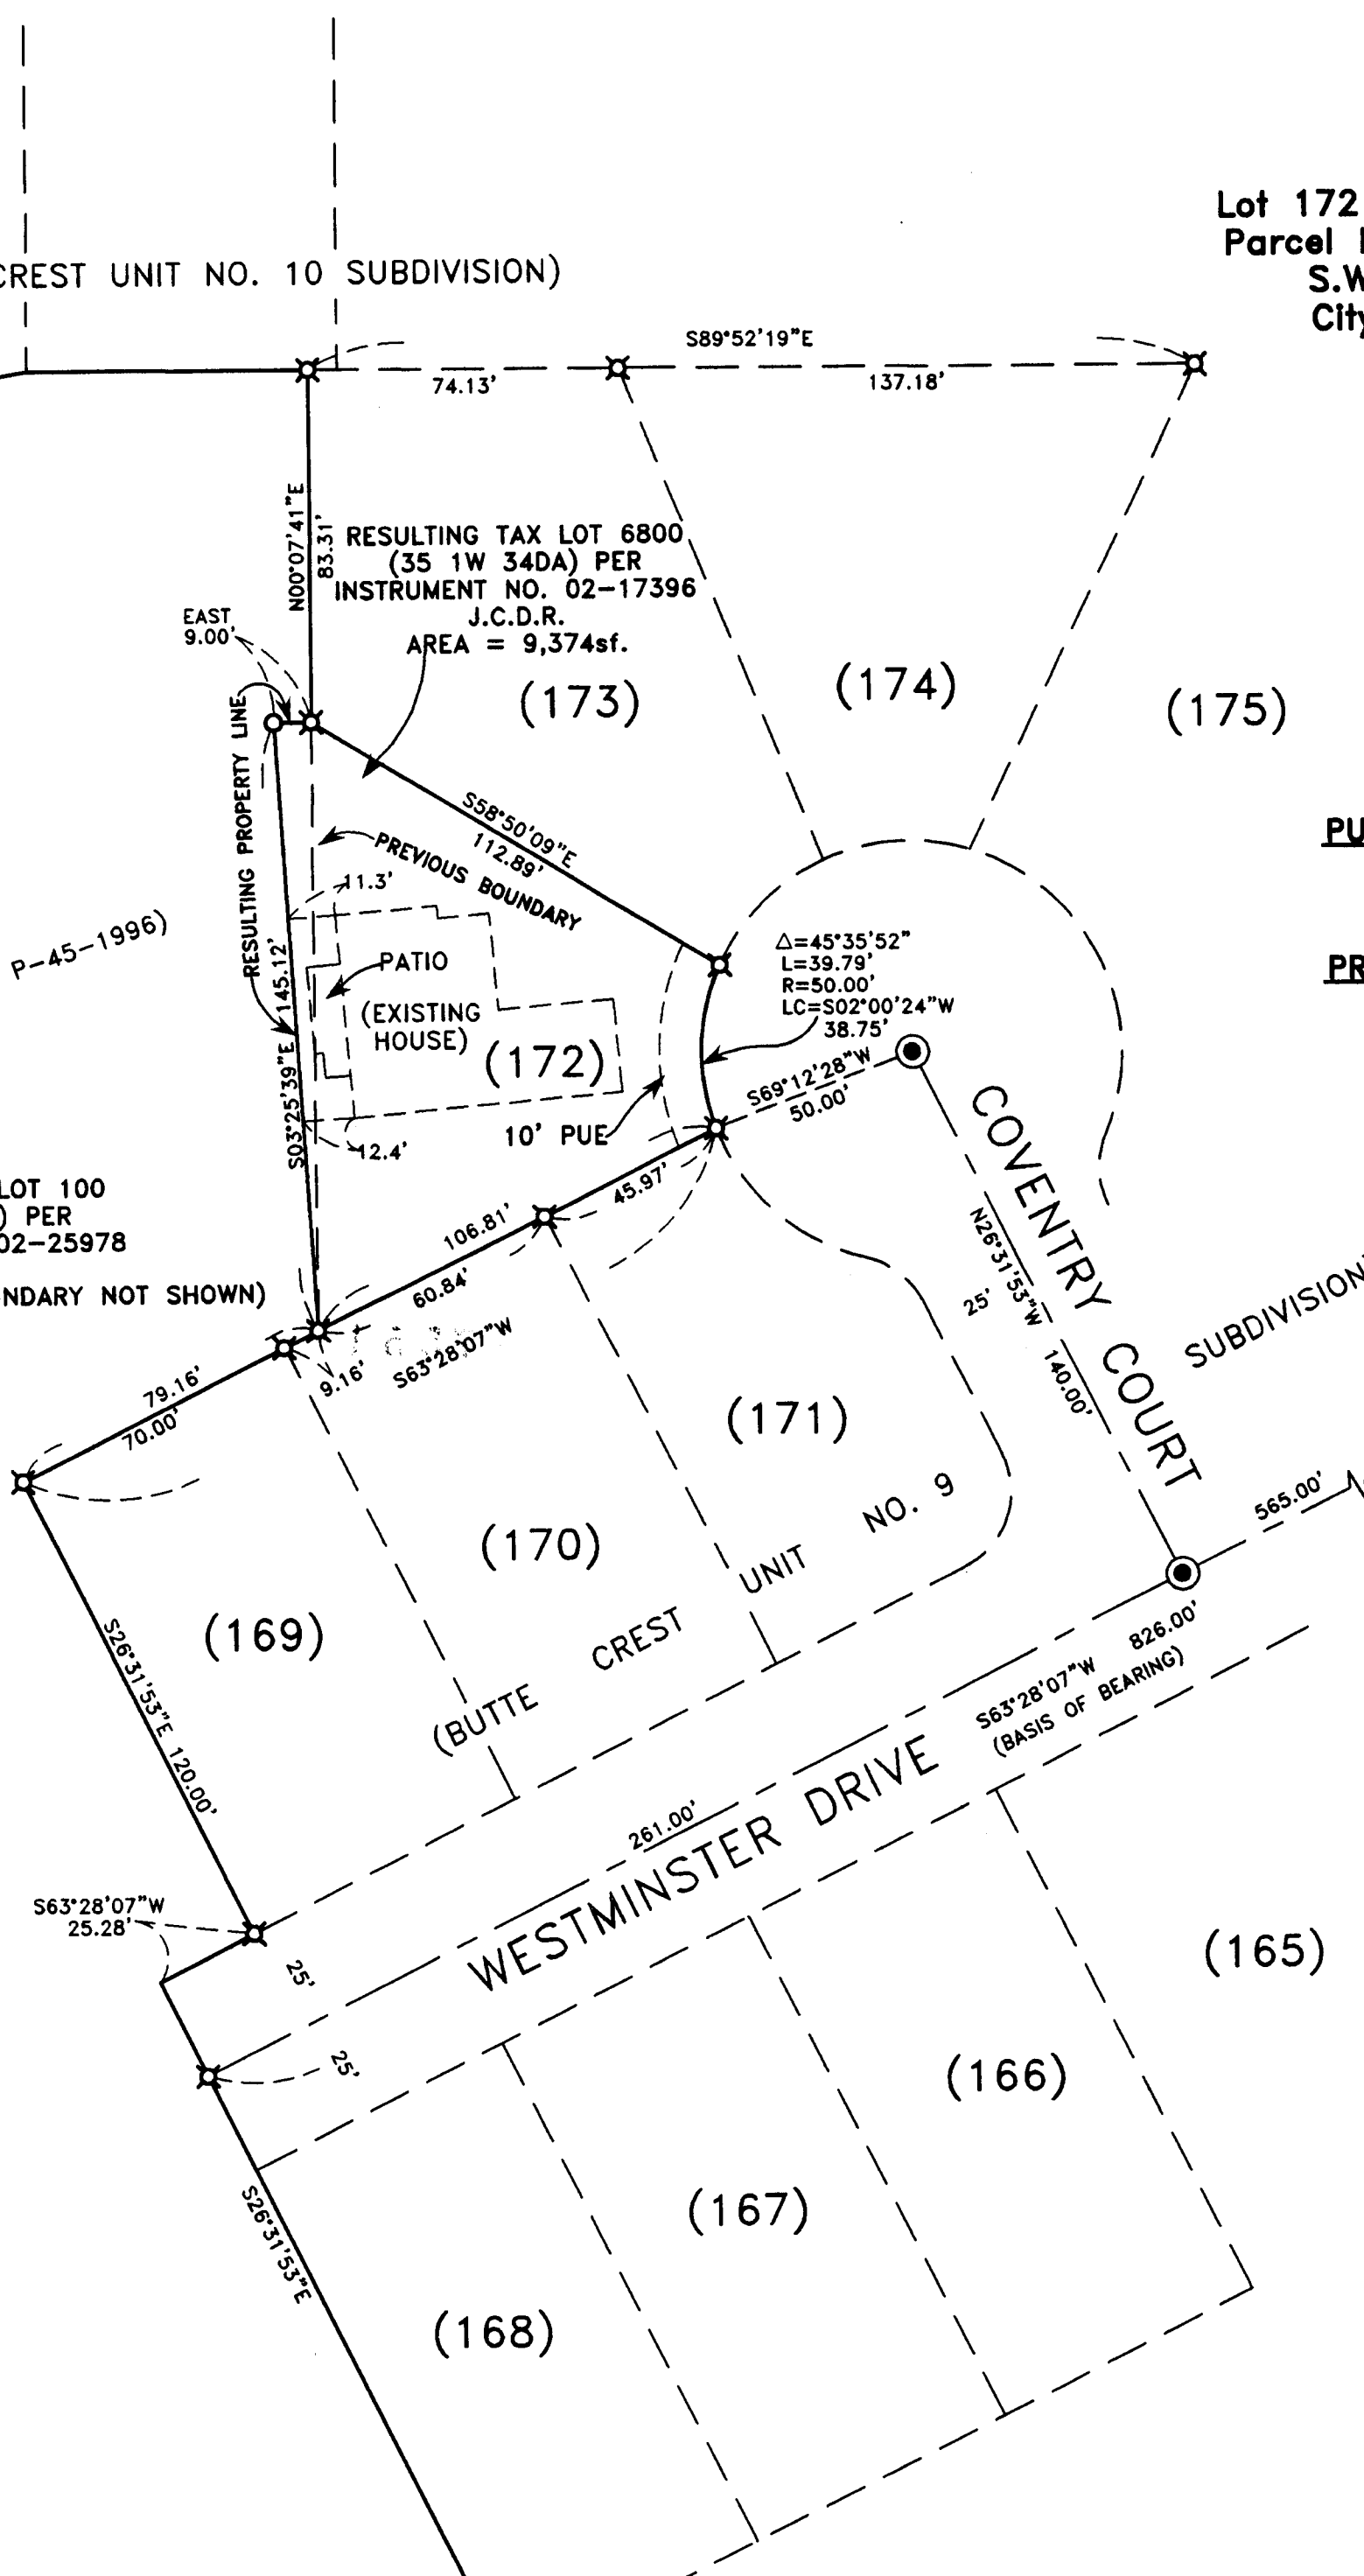 Lot 172
Parcel
S.W
City
CREST UNIT NO. 10 SUBDIVISION)
S89°52'19"E
74.13'
137.18'
N00°07'41"E
83.31'
RESULTING TAX LOT 6800
(35 1W 34DA) PER
INSTRUMENT NO. 02-17396
J.C.D.R.
AREA = 9,374sf.
EAST
9.00'
(173)
(174)
(175)
RESULTING PROPERTY LINE
S58°50'09"E
112.89'
PREVIOUS BOUNDARY
PU
11.3'
P-45-1996)
PATIO
(EXISTING
HOUSE)
(172)
Δ=45°35'52"
L=39.79'
R=50.00'
LC=S02°00'24"W
38.75'
PR
S03°25'39"E 145.12'
S69°12'28"W
50.00'
10' PUE
12.4'
COVENTRY COURT
LOT 100
) PER
02-25978
NDARY NOT SHOWN)
106.81'
45.97'
60.84'
S63°28'07"W
9.16'
79.16'
70.00'
N26°31'53"W
140.00'
25'
SUBDIVISION
(171)
(170)
(169)
(BUTTE CREST UNIT NO. 9
565.00'
S26°31'53"E 120.00'
826.00'
S63°28'07"W
(BASIS OF BEARING)
261.00'
WESTMINSTER DRIVE
S63°28'07"W
25.28'
25'
25'
(165)
(166)
(167)
(168)
S26°31'53"E